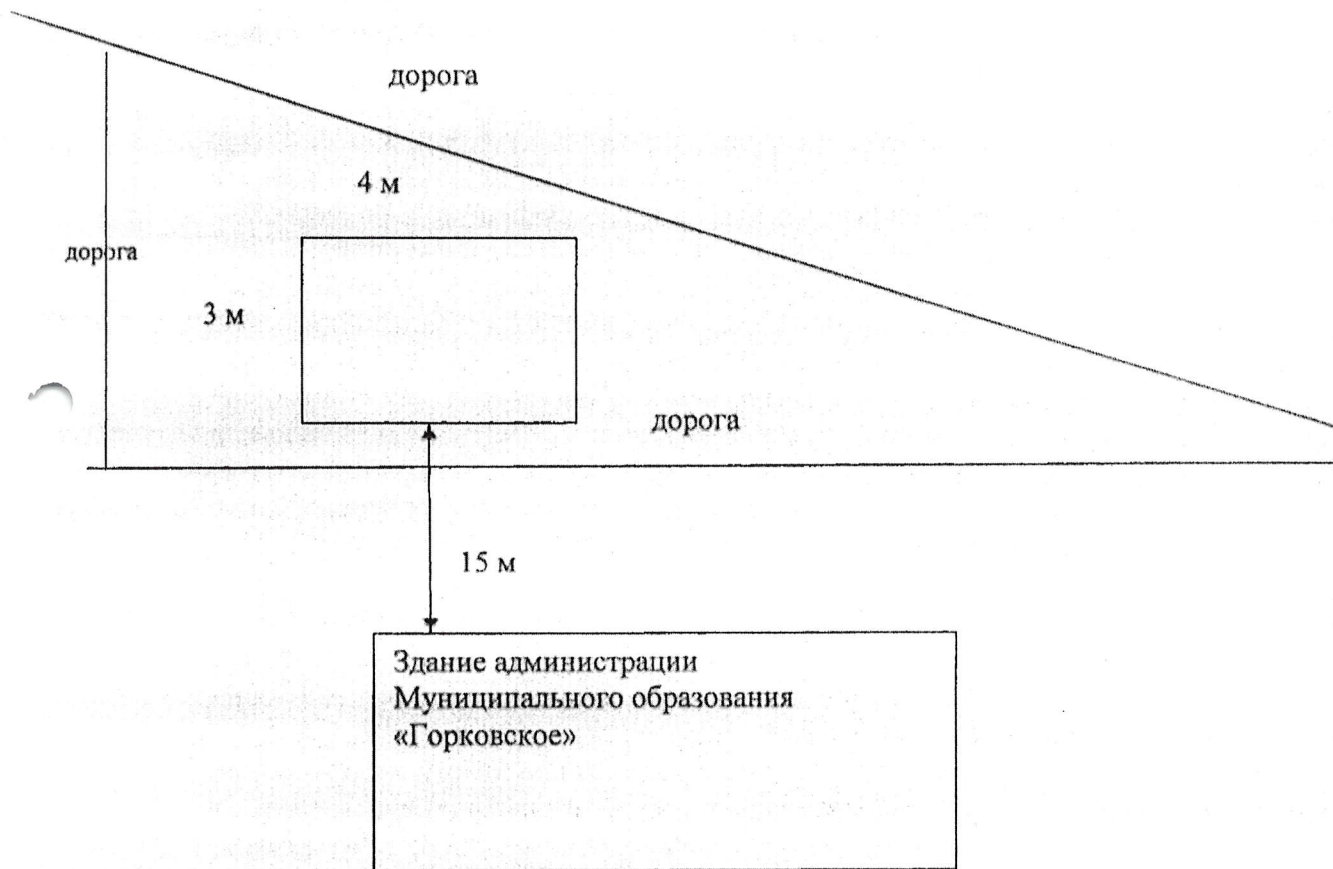 дорога
4 м
дорога
3 м
дорога
15 м
Здание администрации
Муниципального образования
«Горковское»